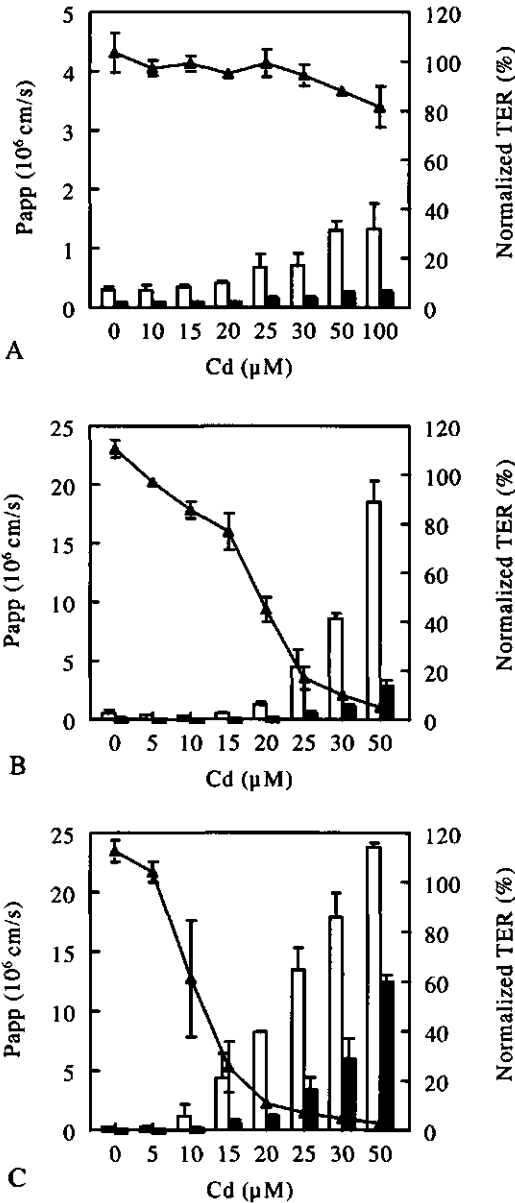 5 120
4 100
3 80
2 60
1 40
0 20
0
Papp (10⁶ cm/s)
Normalized TER (%)
0 10 15 20 25 30 50 100
A
Cd (µM)
25 120
20 100
15 80
10 60
5 40
0 20
0
Papp (10⁶ cm/s)
Normalized TER (%)
0 5 10 15 20 25 30 50
B
Cd (µM)
25 120
20 100
15 80
10 60
5 40
0 20
0
Papp (10⁶ cm/s)
Normalized TER (%)
0 5 10 15 20 25 30 50
C
Cd (µM)